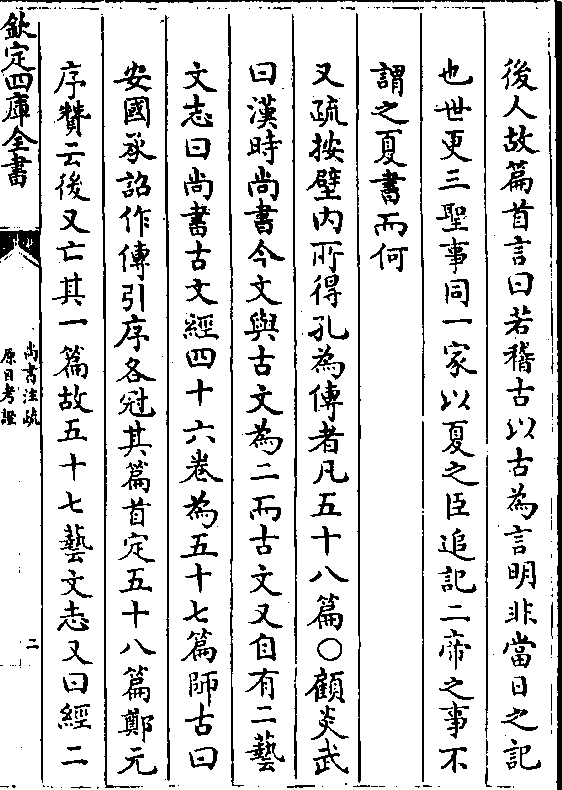 後人故篇首言曰若稽古以古為言明非當日之記
也世更三聖事同一家以夏之臣追記二帝之事不
謂之夏書而何
又疏按壁内所得孔為傳者凡五十八篇○顧炎武
曰漢時尚書今文與古文為二而古文又自有二藝
文志曰尚書古文經四十六卷為五十七篇師古曰
安國承詔作傳引序各冠其篇首定五十八篇鄭元
序贊云後又亡其一篇故五十七藝文志又曰經二
欽定四庫全書
尚書注疏
原目考證
二